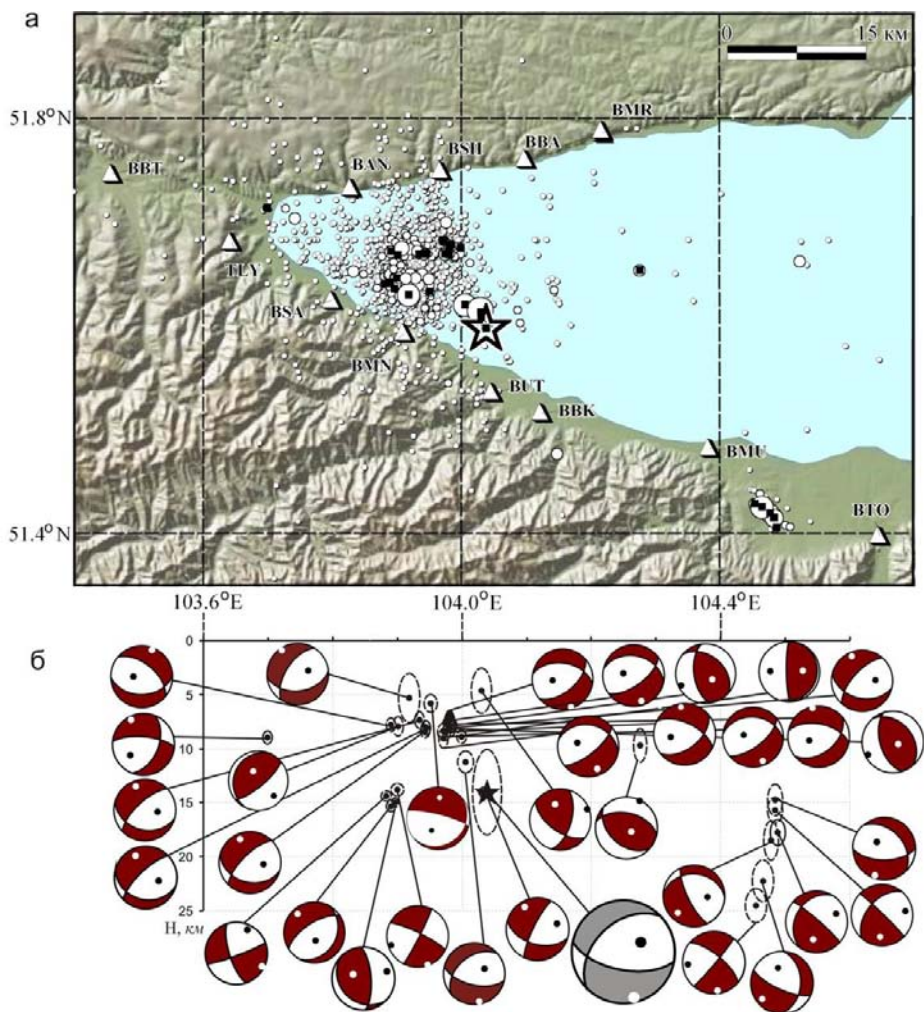 а
0 15 км
51.8°N
BMR
BBA
BSH
BBT
BAN
TLY
BSA
BMN
BUT
BBK
BMU
BTO
51.4°N
103.6°E 104.0°E 104.4°E
б
0
5
10
15
20
25
Н, км